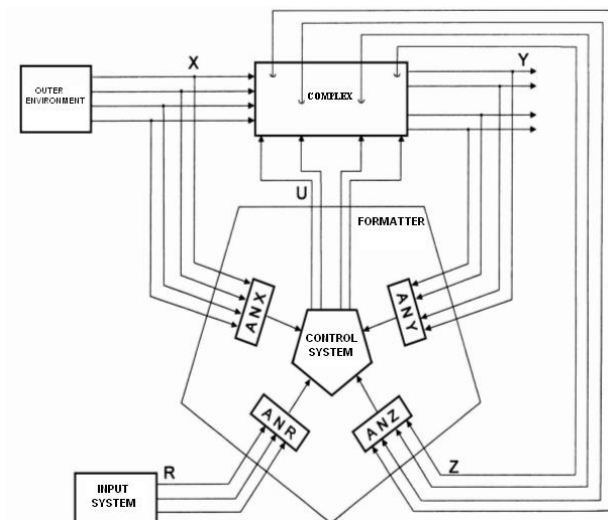 X
Y
OUTER
ENVIRONMENT
COMPLEX
U
FORMATTER
ANX
ANY
CONTROL
SYSTEM
ANR
ANZ
R
Z
INPUT
SYSTEM